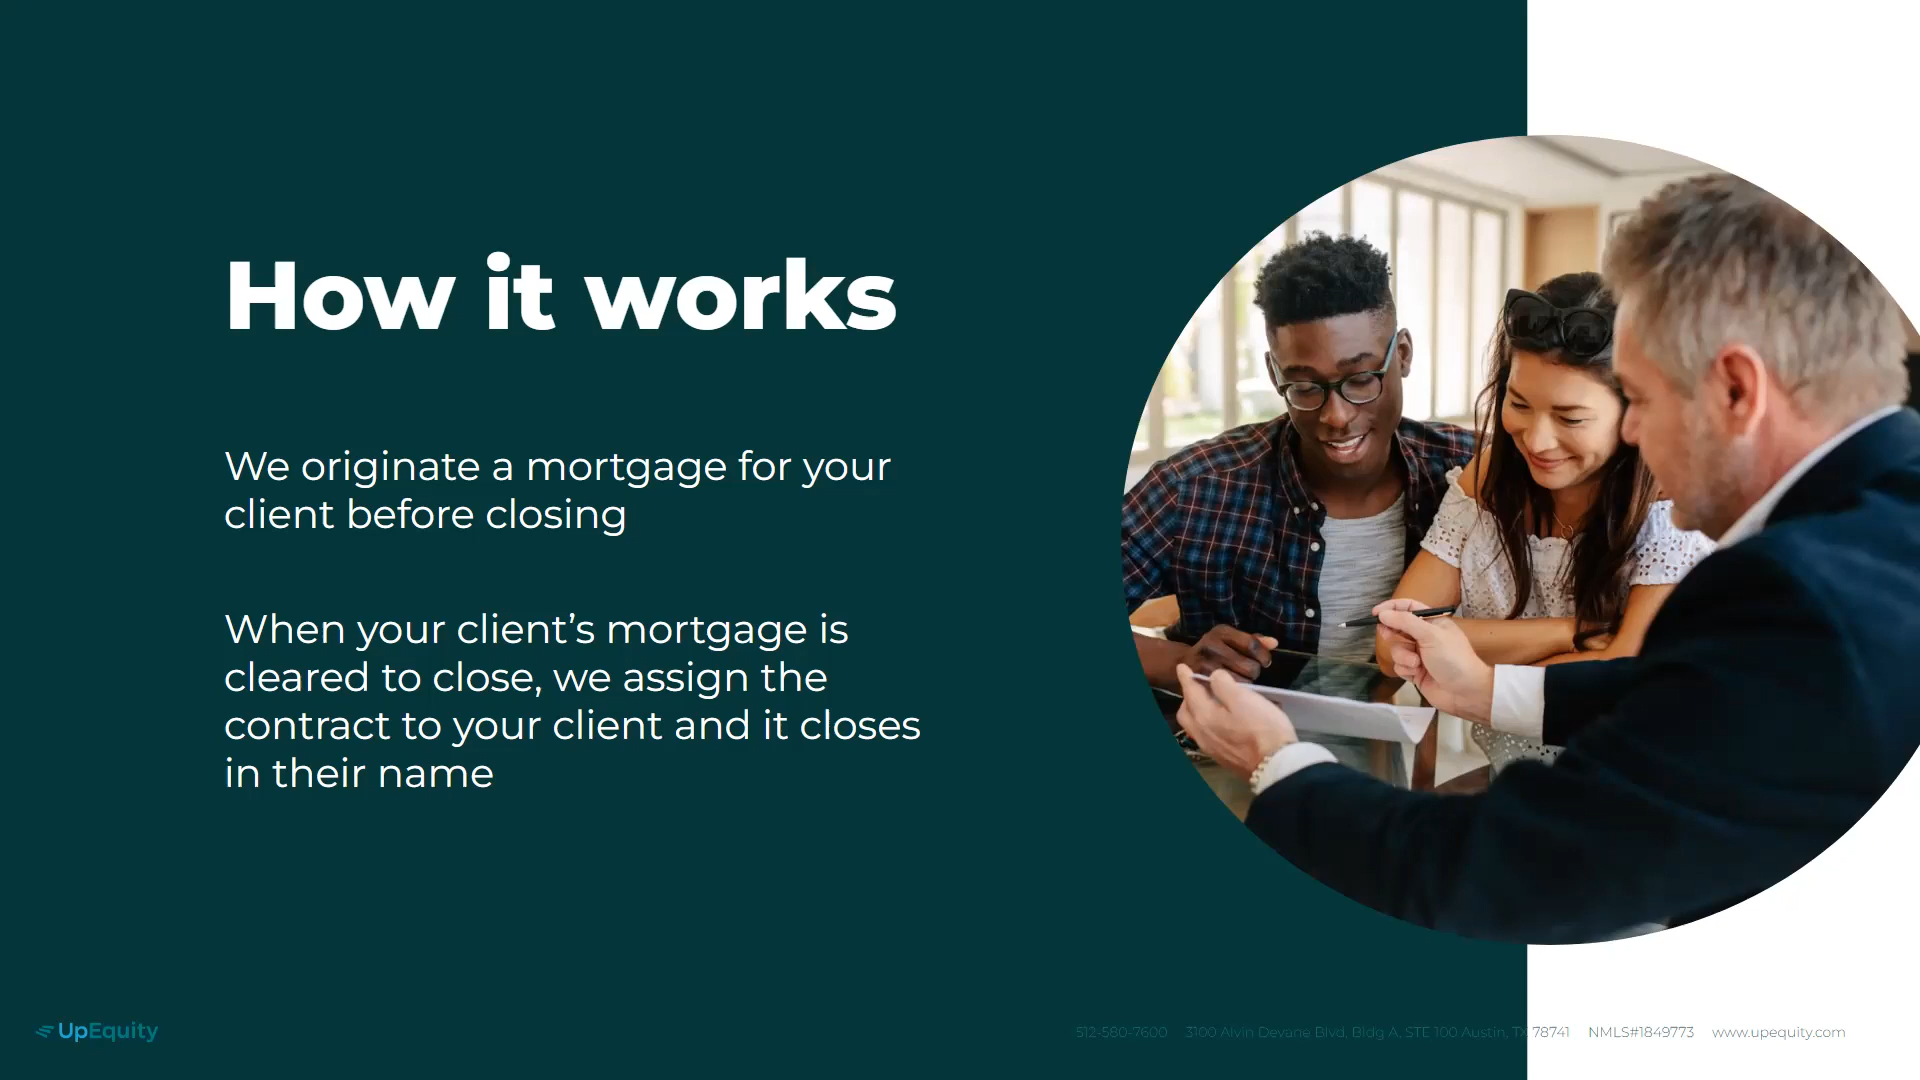 How it works
We originate a mortgage for your
client before closing
When your client’s mortgage is
cleared to close, we assign the
contract to your client and it closes
in their name
UpEquity
512-580-7600 3100 Alvin Devane Blvd, Bldg A, STE 100 Austin, TX 78741 NMLS#1849773 www.upequity.com